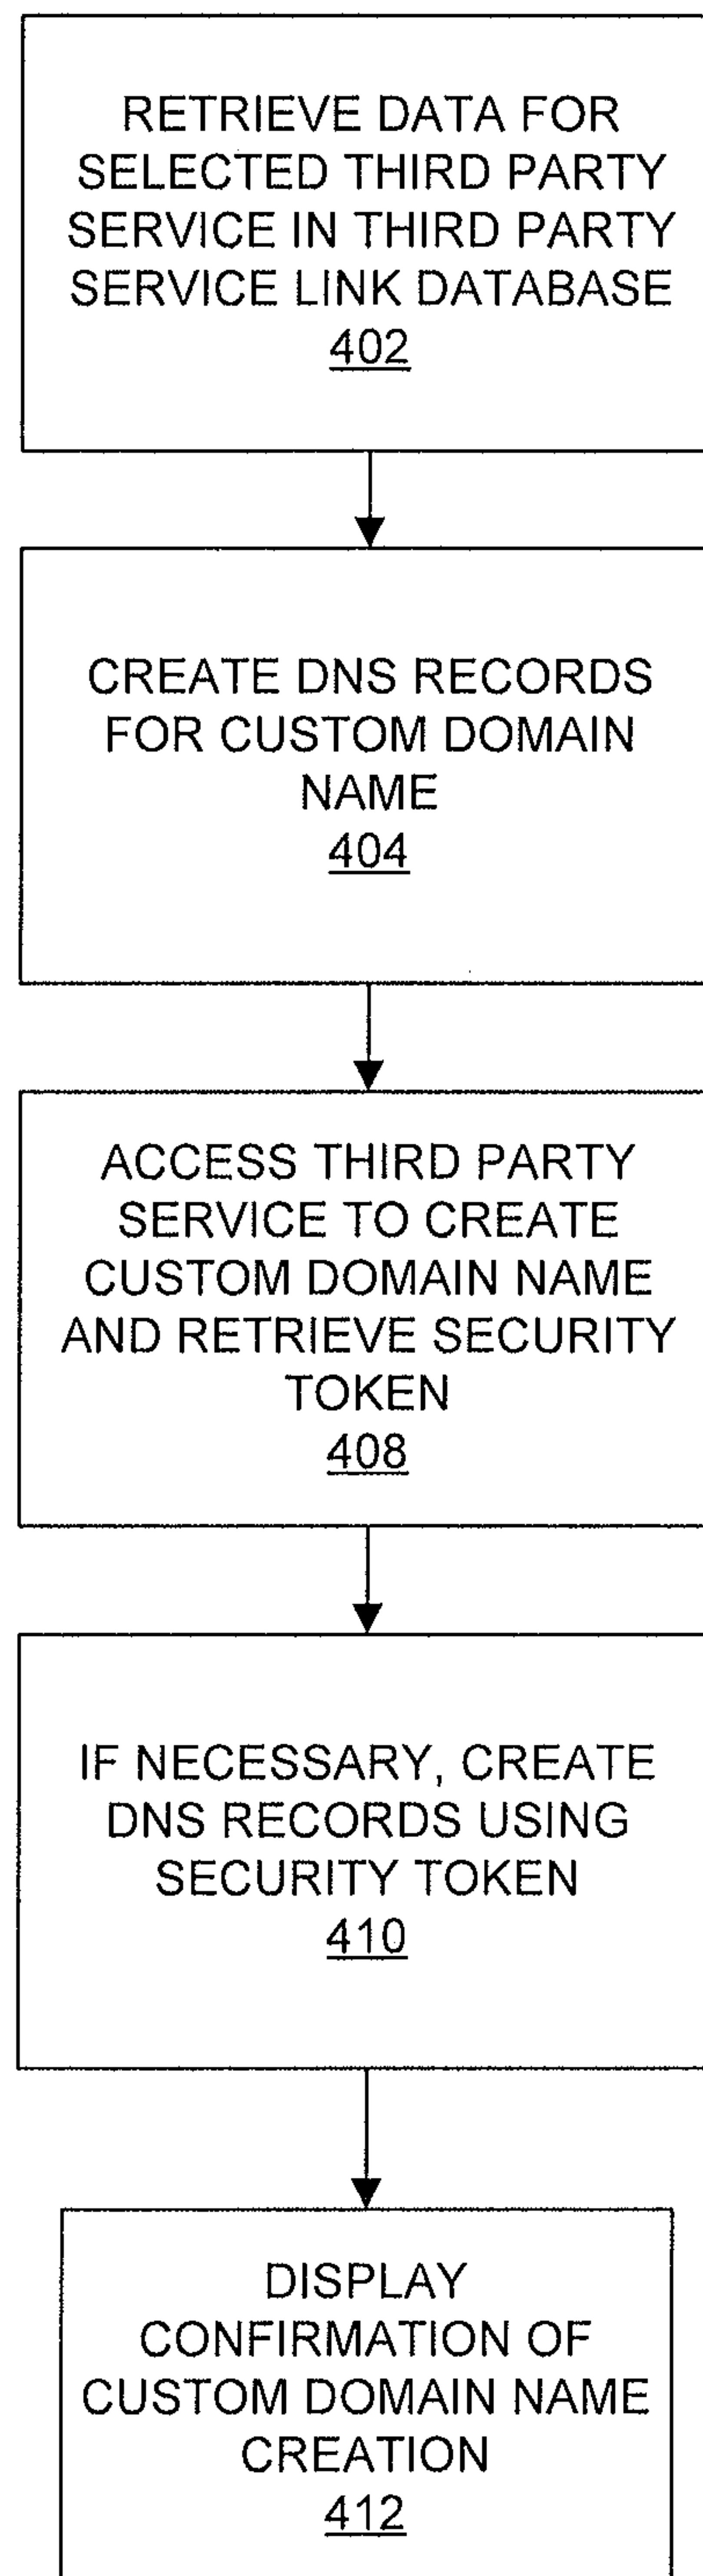 RETRIEVE DATA FOR
SELECTED THIRD PARTY
SERVICE IN THIRD PARTY
SERVICE LINK DATABASE
402
CREATE DNS RECORDS
FOR CUSTOM DOMAIN
NAME
404
ACCESS THIRD PARTY
SERVICE TO CREATE
CUSTOM DOMAIN NAME
AND RETRIEVE SECURITY
TOKEN
408
IF NECESSARY, CREATE
DNS RECORDS USING
SECURITY TOKEN
410
DISPLAY
CONFIRMATION OF
CUSTOM DOMAIN NAME
CREATION
412